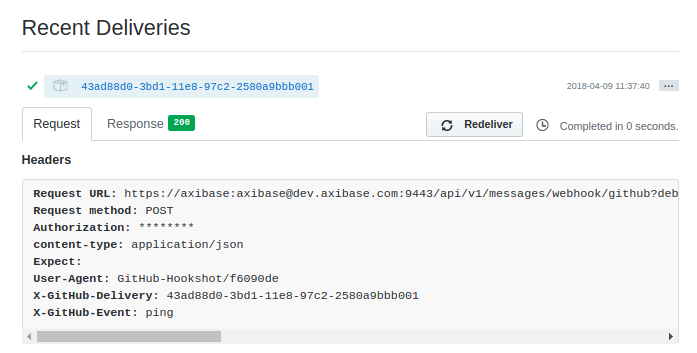 Recent Deliveries
43ad88d0-3bd1-11e8-97c2-2580a9bbb001 2018-04-09 11:37:40 ...
Request Response 200 Redeliver Completed in 0 seconds.
Headers
Request URL: https://axibase:axibase@dev.axibase.com:9443/api/v1/messages/webhook/github?deb
Request method: POST
Authorization: ********
content-type: application/json
Expect:
User-Agent: GitHub-Hookshot/f6090de
X-GitHub-Delivery: 43ad88d0-3bd1-11e8-97c2-2580a9bbb001
X-GitHub-Event: ping